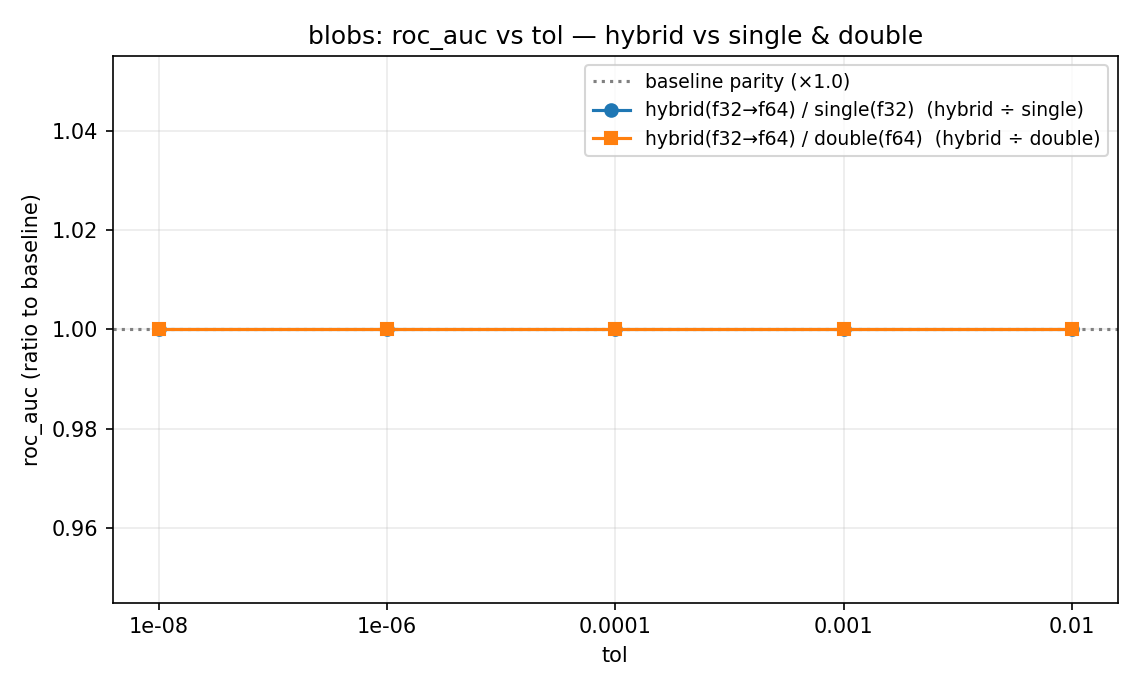 blobs: roc_auc vs tol — hybrid vs single & double
baseline parity (×1.0)
hybrid(f32→f64) / single(f32)  (hybrid ÷ single)
hybrid(f32→f64) / double(f64)  (hybrid ÷ double)
roc_auc (ratio to baseline)
1.04
1.02
1.00
0.98
0.96
1e-08 1e-06 0.0001 0.001 0.01
tol